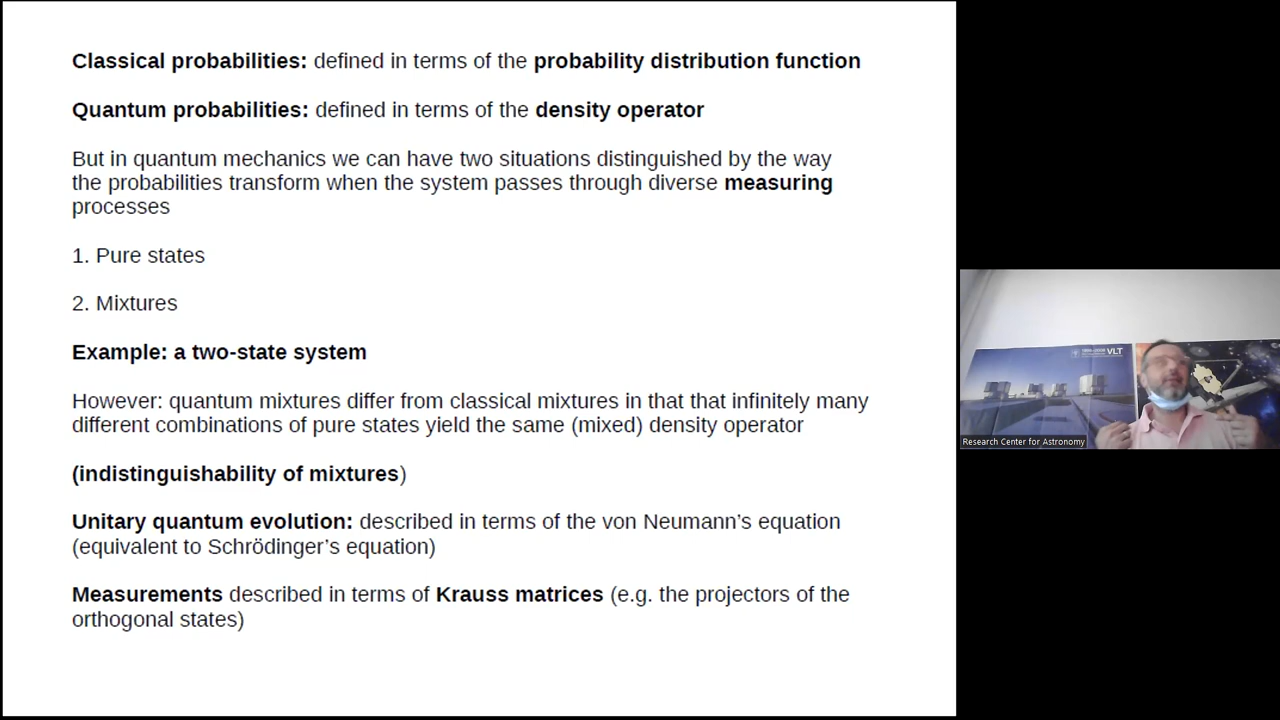 Classical probabilities: defined in terms of the probability distribution function
Quantum probabilities: defined in terms of the density operator
But in quantum mechanics we can have two situations distinguished by the way
the probabilities transform when the system passes through diverse measuring
processes
1. Pure states
2. Mixtures
Example: a two-state system
However: quantum mixtures differ from classical mixtures in that that infinitely many
different combinations of pure states yield the same (mixed) density operator
(indistinguishability of mixtures)
Unitary quantum evolution: described in terms of the von Neumann’s equation
(equivalent to Schrödinger’s equation)
Measurements described in terms of Krauss matrices (e.g. the projectors of the
orthogonal states)
VLT
Research Center for Astronomy